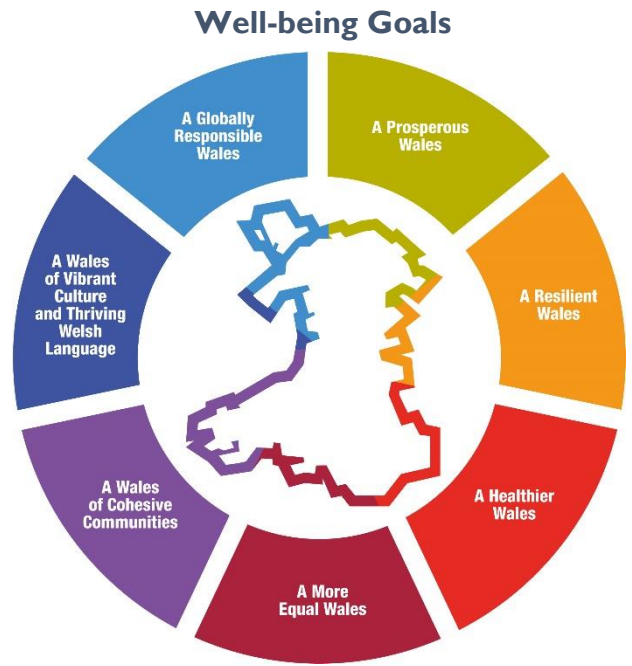 Well-being Goals
A Globally
Responsible
Wales
A Prosperous
Wales
A Resilient
Wales
A Healthier
Wales
A More
Equal Wales
A Wales
of Cohesive
Communities
A Wales
of Vibrant
Culture
and Thriving
Welsh
Language